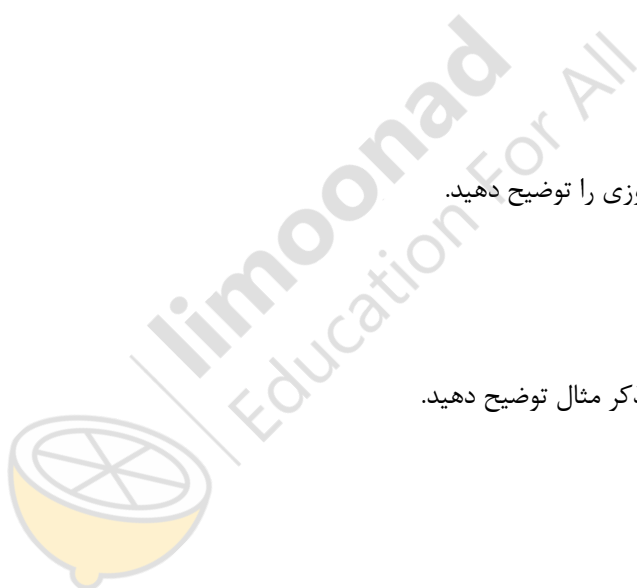 limoonad
Education For All
وزی را توضیح دهید.
ذکر مثال توضیح دهید.